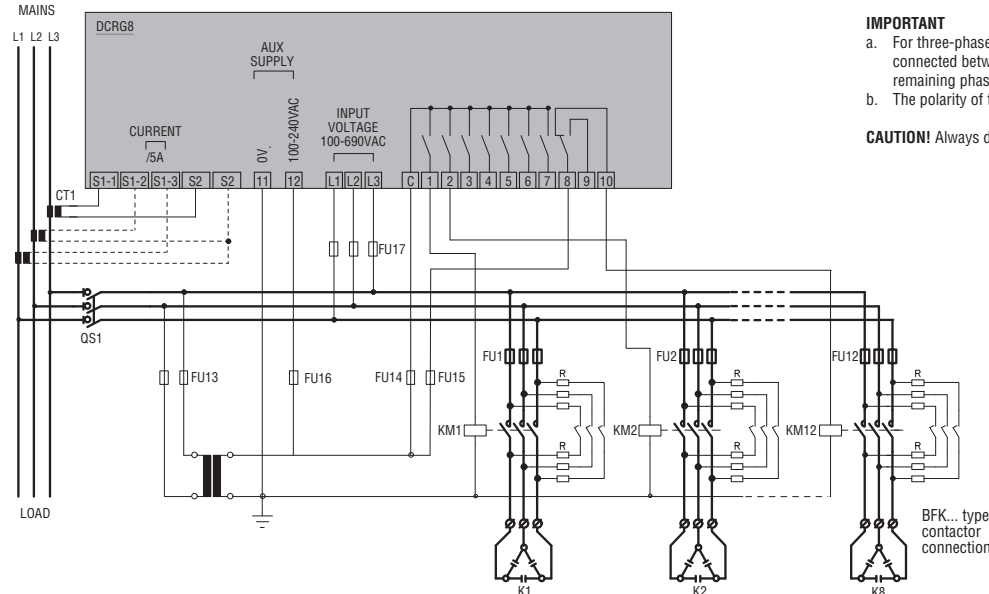 MAINS
L1 L2 L3
DCRG8
AUX
SUPPLY
CURRENT
/5A
0V.
100-240VAC
INPUT
VOLTAGE
100-690VAC
S1-1 S1-2 S1-3 S2 S2 11 12 L1 L2 L3 C 1 2 3 4 5 6 7 8 9 10
CT1
FU17
QS1
FU13
FU16
FU14
FU15
FU1
FU2
FU12
R
R
R
KM1
KM2
KM12
R
R
R
LOAD
K1
K2
K8
BFK... type
contactor
connection
IMPORTANT
a. For three-phase
connected betw
remaining phas
b. The polarity of t
CAUTION! Always d